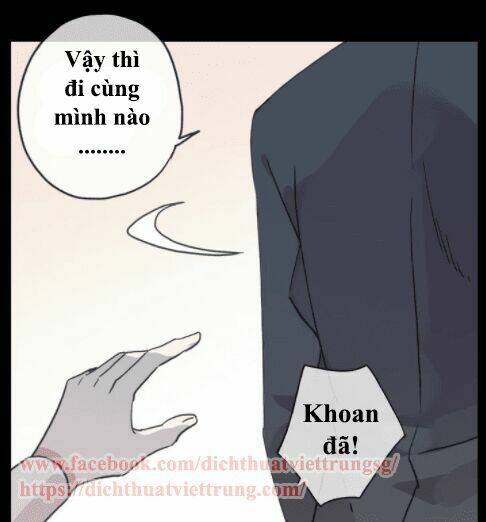 Vậy thì
đi cùng
mình nào
........
Khoan
đã!
www.facebook.com/dichthuatviettrungsg/
https://dichthuatviettrung.com/